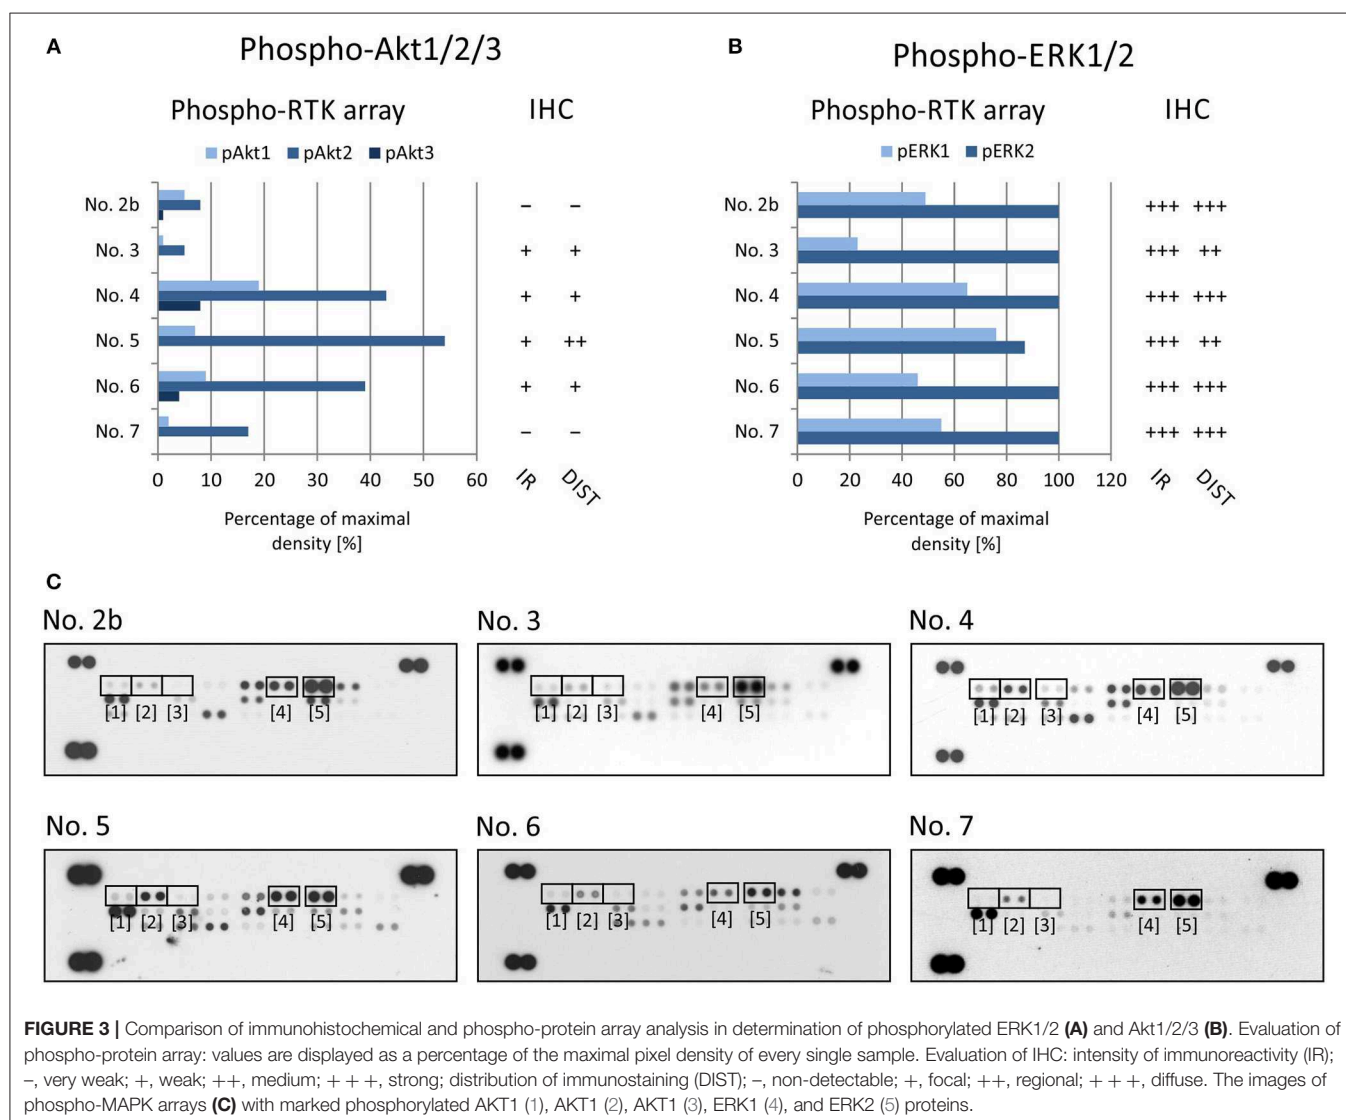 A
Phospho-Akt1/2/3
Phospho-RTK array
IHC
pAkt1 pAkt2 pAkt3
No. 2b – –
No. 3 + +
No. 4 + +
No. 5 + ++
No. 6 + +
No. 7 – –
0 10 20 30 40 50 60
IR DIST
Percentage of maximal
density [%]
B
Phospho-ERK1/2
Phospho-RTK array
IHC
pERK1 pERK2
No. 2b +++ +++
No. 3 +++ ++
No. 4 +++ +++
No. 5 +++ ++
No. 6 +++ +++
No. 7 +++ +++
0 20 40 60 80 100 120
IR DIST
Percentage of maximal
density [%]
C
No. 2b
[1] [2] [3] [4] [5]
No. 3
[1] [2] [3] [4] [5]
No. 4
[1] [2] [3] [4] [5]
No. 5
[1] [2] [3] [4] [5]
No. 6
[1] [2] [3] [4] [5]
No. 7
[1] [2] [3] [4] [5]
FIGURE 3 | Comparison of immunohistochemical and phospho-protein array analysis in determination of phosphorylated ERK1/2 (A) and Akt1/2/3 (B). Evaluation of
phospho-protein array: values are displayed as a percentage of the maximal pixel density of every single sample. Evaluation of IHC: intensity of immunoreactivity (IR);
–, very weak; +, weak; ++, medium; + + +, strong; distribution of immunostaining (DIST); –, non-detectable; +, focal; ++, regional; + + +, diffuse. The images of
phospho-MAPK arrays (C) with marked phosphorylated AKT1 (1), AKT1 (2), AKT1 (3), ERK1 (4), and ERK2 (5) proteins.